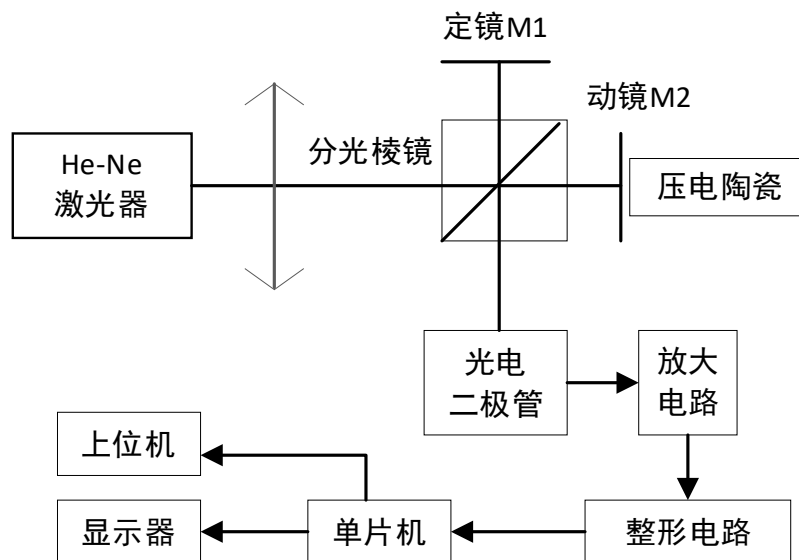 定镜M1
动镜M2
分光棱镜
He-Ne
激光器
压电陶瓷
光电
二极管
放大
电路
上位机
显示器
单片机
整形电路